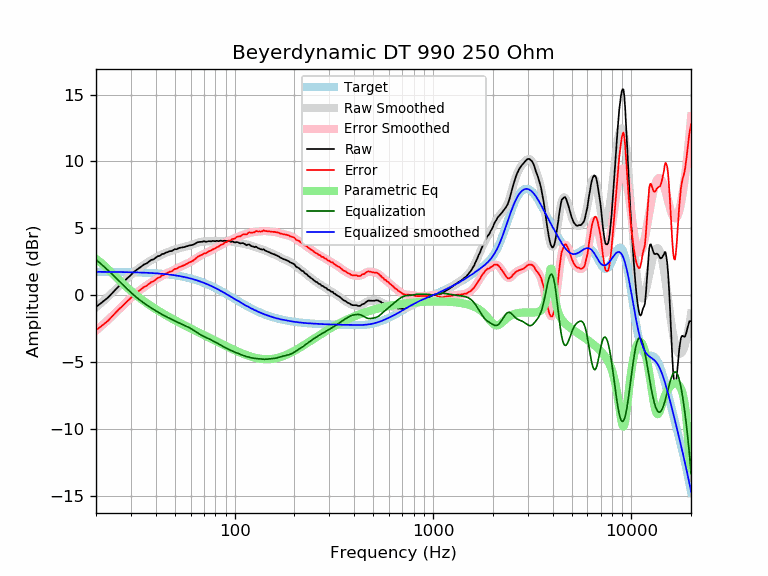 Beyerdynamic DT 990 250 Ohm
Target
Raw Smoothed
Error Smoothed
Raw
Error
Parametric Eq
Equalization
Equalized smoothed
15
10
5
0
−5
−10
−15
Amplitude (dBr)
100
1000
10000
Frequency (Hz)